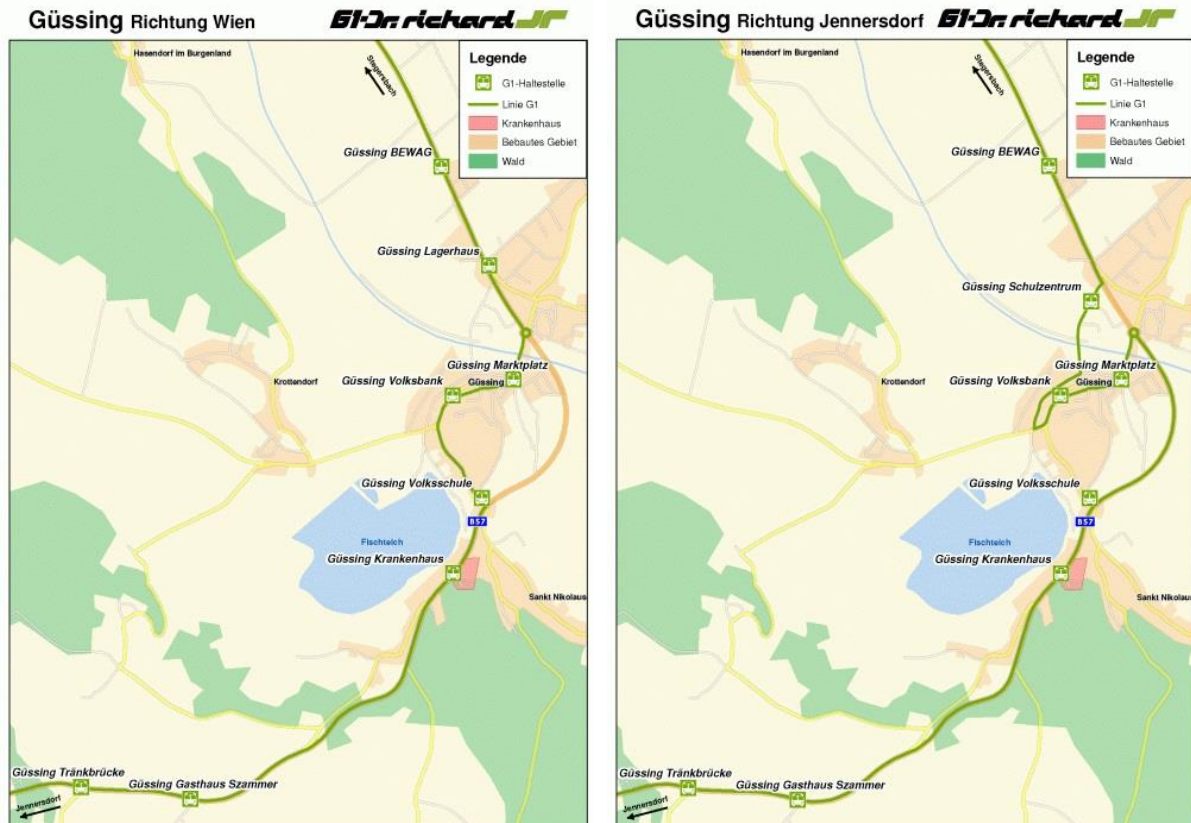 Güssing Richtung Wien
G1-Dr.richard
Hasendorf im Burgenland
Stegersbach
Legende
G1-Haltestelle
Linie G1
Krankenhaus
Bebautes Gebiet
Wald
Güssing BEWAG
Güssing Lagerhaus
Güssing Marktplatz
Krottendorf
Güssing Volksbank
Güssing
Güssing Volksschule
B57
Fischteich
Güssing Krankenhaus
Sankt Nikolaus
Güssing Tränkbrücke
Güssing Gasthaus Szammer
Jennersdorf
Güssing Richtung Jennersdorf
G1-Dr.richard
Hasendorf im Burgenland
Stegersbach
Legende
G1-Haltestelle
Linie G1
Krankenhaus
Bebautes Gebiet
Wald
Güssing BEWAG
Güssing Schulzentrum
Güssing Marktplatz
Krottendorf
Güssing Volksbank
Güssing
Güssing Volksschule
B57
Fischteich
Güssing Krankenhaus
Sankt Nikolaus
Güssing Tränkbrücke
Güssing Gasthaus Szammer
Jennersdorf